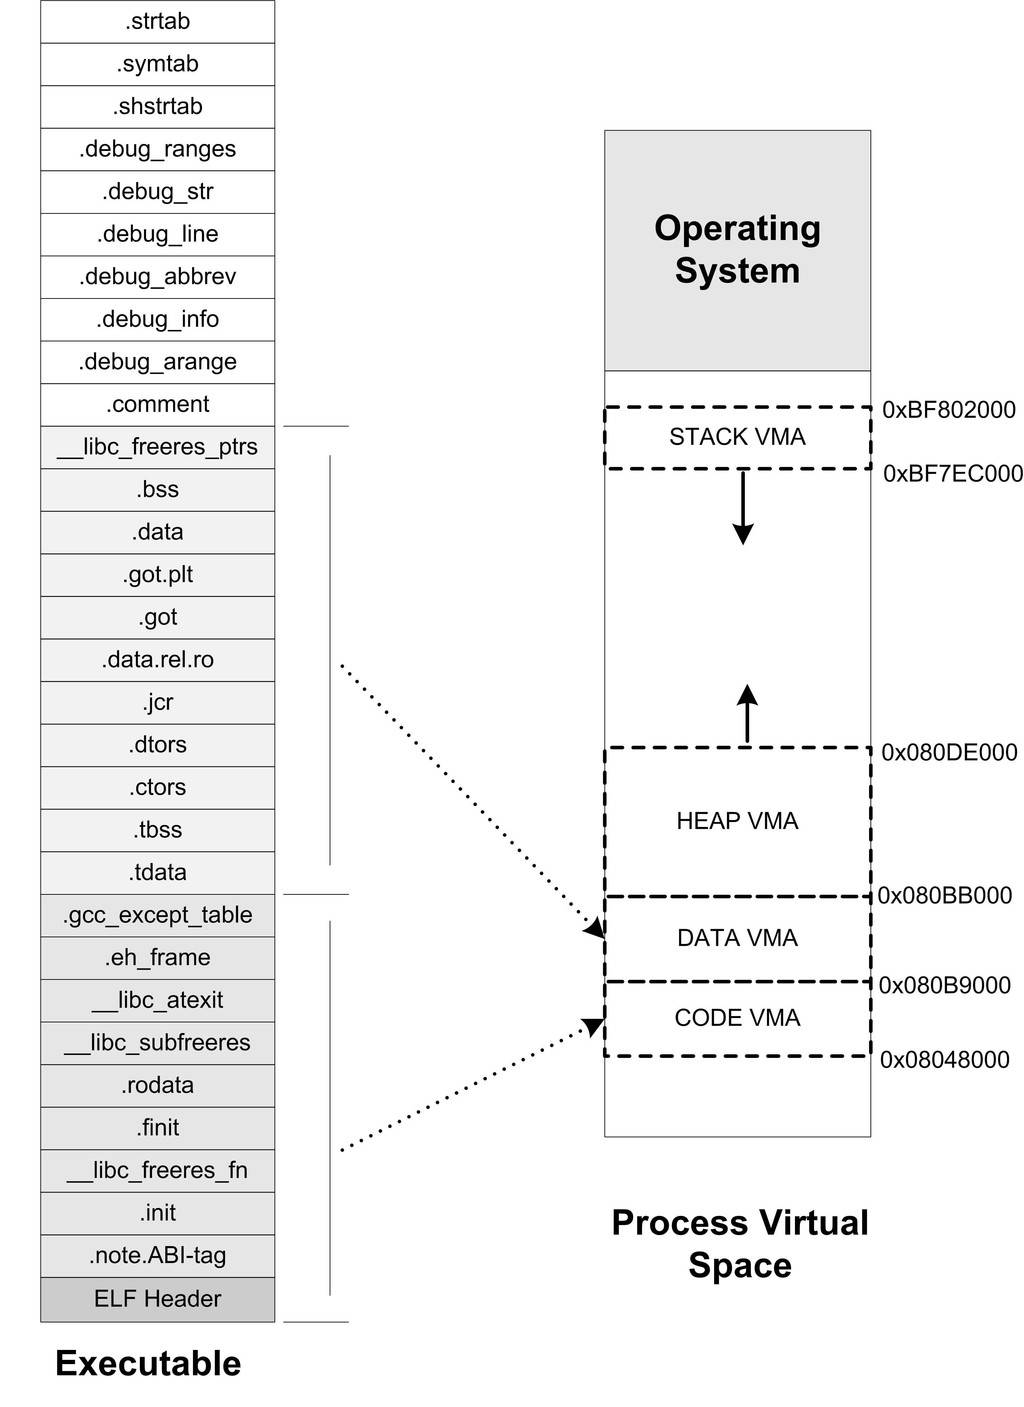 .strtab
.symtab
.shstrtab
.debug_ranges
.debug_str
.debug_line
.debug_abbrev
.debug_info
.debug_arange
.comment
__libc_freeres_ptrs
.bss
.data
.got.plt
.got
.data.rel.ro
.jcr
.dtors
.ctors
.tbss
.tdata
.gcc_except_table
.eh_frame
__libc_atexit
__libc_subfreeres
.rodata
.finit
__libc_freeres_fn
.init
.note.ABI-tag
ELF Header
Executable
Operating
System
0xBF802000
STACK VMA
0xBF7EC000
0x080DE000
HEAP VMA
0x080BB000
DATA VMA
0x080B9000
CODE VMA
0x08048000
Process Virtual
Space